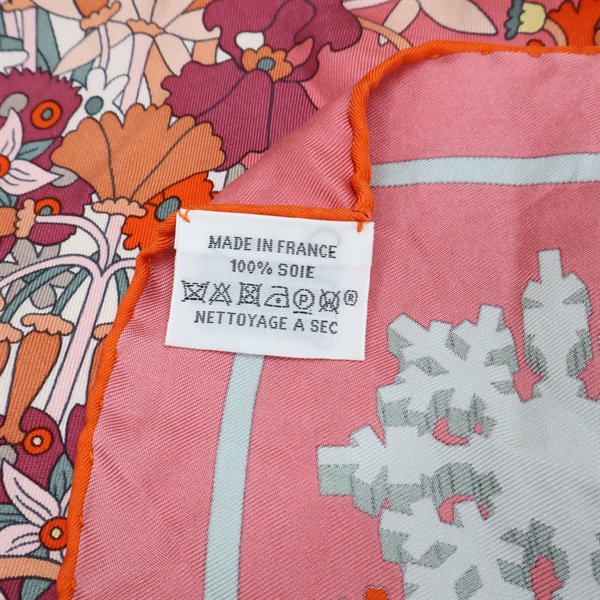 MADE IN FRANCE
100% SOIE
®
NETTOYAGE A SEC